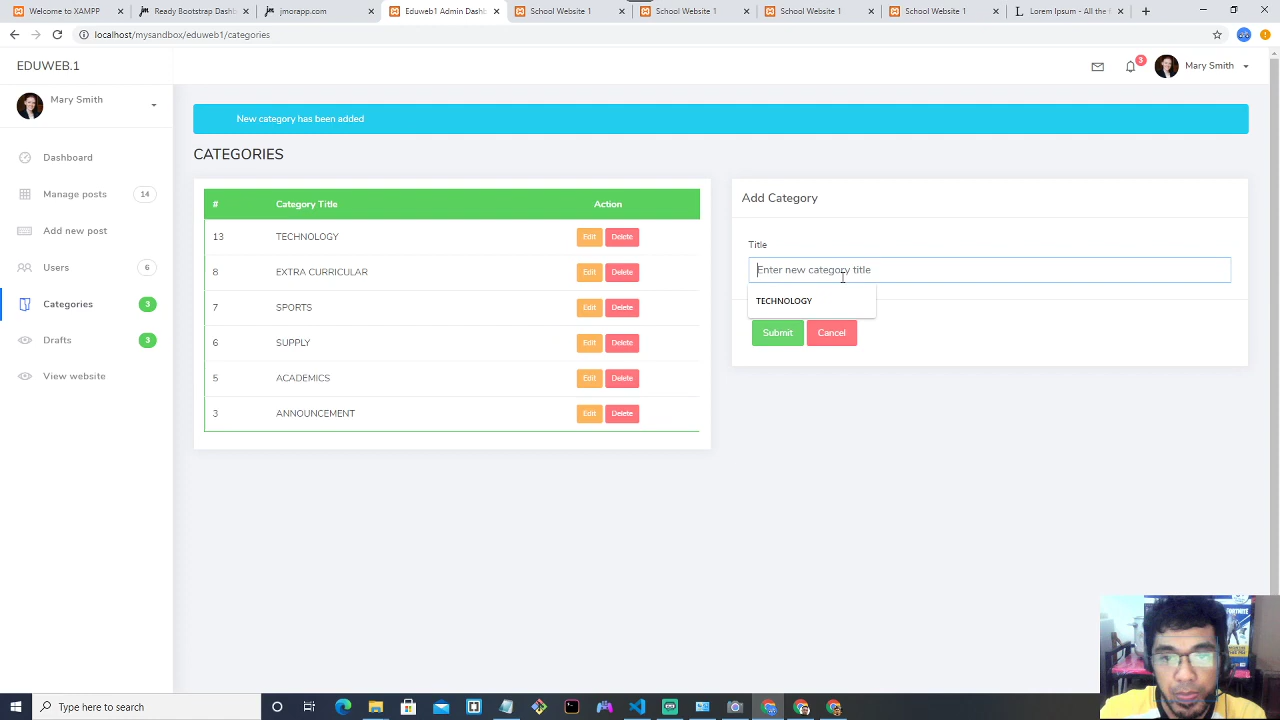 Welcome to XAMPP
Ready Bootstrap Dashb
jmorapp.com
Eduweb1 Admin Dashb
School Website 1
School Website 1
School Website 1
School Website 1
Lorem Ipsum - All the f
localhost/mysandbox/eduweb1/categories
EDUWEB.1
3
Mary Smith
Mary Smith
New category has been added
CATEGORIES
Dashboard
Manage posts 14
Add new post
Users 6
Categories 3
Drafts 3
View website
# Category Title Action
13 TECHNOLOGY Edit Delete
8 EXTRA CURRICULAR Edit Delete
7 SPORTS Edit Delete
6 SUPPLY Edit Delete
5 ACADEMICS Edit Delete
3 ANNOUNCEMENT Edit Delete
Add Category
Title
Enter new category title
TECHNOLOGY
Submit Cancel
FORTNITE
Type here to search